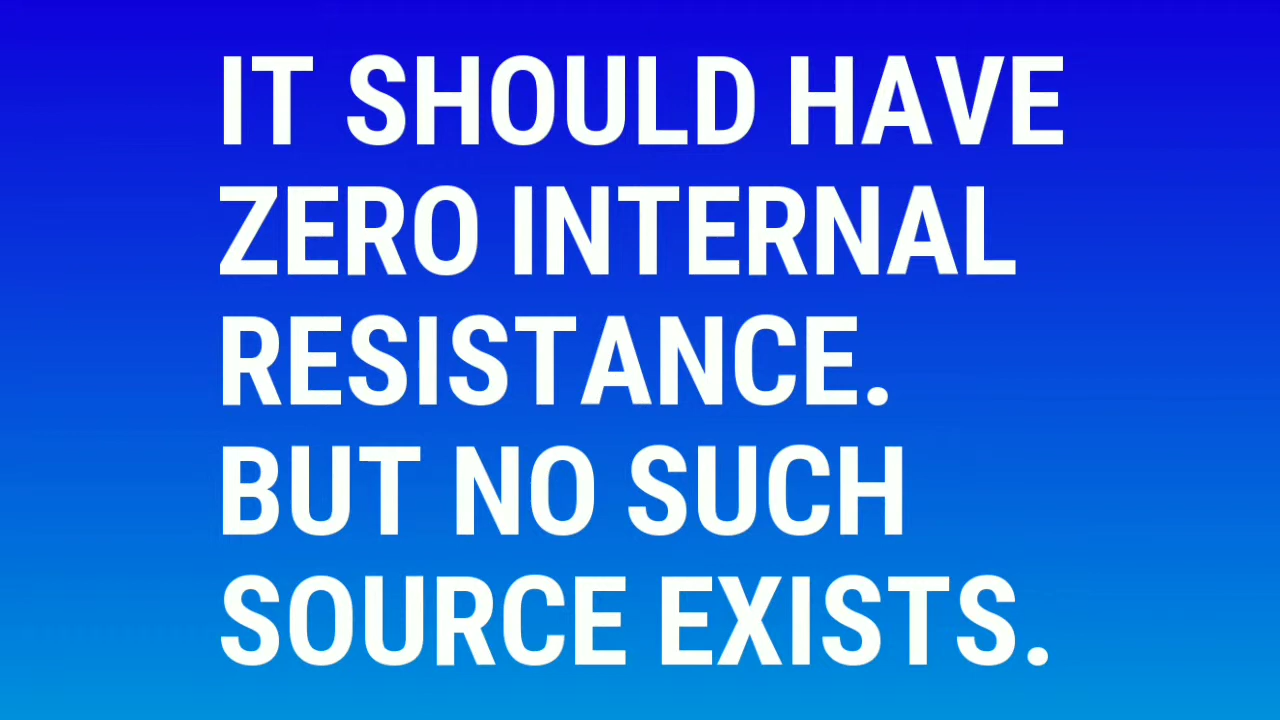 IT SHOULD HAVE
ZERO INTERNAL
RESISTANCE.
BUT NO SUCH
SOURCE EXISTS.